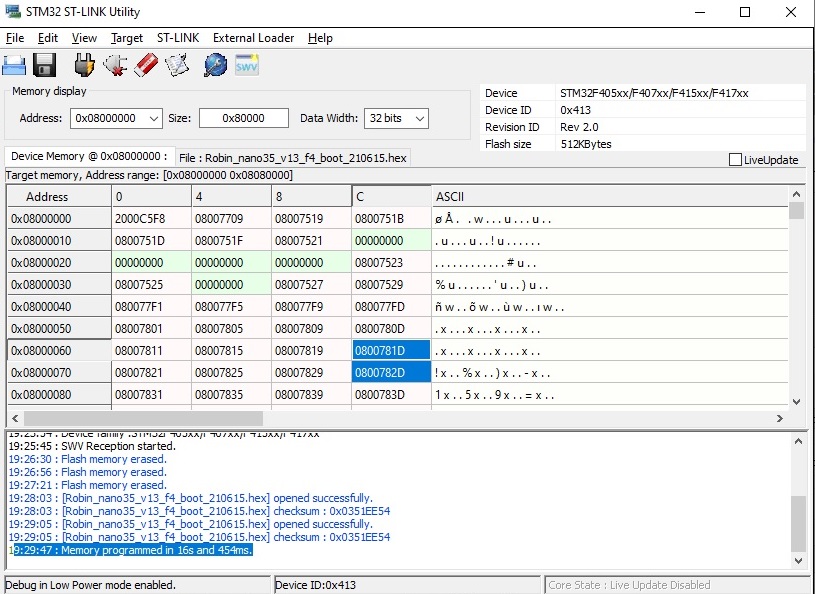 STM32 ST-LINK Utility
File Edit View Target ST-LINK External Loader Help
SWV
Memory display
Address: 0x08000000 Size: 0x80000 Data Width: 32 bits
Device STM32F405xx/F407xx/F415xx/F417xx
Device ID 0x413
Revision ID Rev 2.0
Flash size 512KBytes
LiveUpdate
Device Memory @ 0x08000000 : File : Robin_nano35_v13_f4_boot_210615.hex
Target memory, Address range: [0x08000000 0x08080000]
Address 0 4 8 C ASCII
0x08000000 2000C5F8 08007709 08007519 0800751B øÅ. .w...u...u..
0x08000010 0800751D 0800751F 08007521 00000000 .u...u..!u......
0x08000020 00000000 00000000 00000000 08007523 ............#u..
0x08000030 08007525 00000000 08007527 08007529 %u......'u..)u..
0x08000040 080077F1 080077F5 080077F9 080077FD ñw..õw..ùw..ıw..
0x08000050 08007801 08007805 08007809 0800780D .x...x...x...x..
0x08000060 08007811 08007815 08007819 0800781D .x...x...x...x..
0x08000070 08007821 08007825 08007829 0800782D !x..%x..)x..-x..
0x08000080 08007831 08007835 08007839 0800783D 1x..5x..9x..=x..
19:25:34 : Device family :STM32F405xx/F407xx/F415xx/F417xx
19:25:45 : SWV Reception started.
19:26:30 : Flash memory erased.
19:26:56 : Flash memory erased.
19:27:21 : Flash memory erased.
19:28:03 : [Robin_nano35_v13_f4_boot_210615.hex] opened successfully.
19:28:03 : [Robin_nano35_v13_f4_boot_210615.hex] checksum : 0x0351EE54
19:29:05 : [Robin_nano35_v13_f4_boot_210615.hex] opened successfully.
19:29:05 : [Robin_nano35_v13_f4_boot_210615.hex] checksum : 0x0351EE54
19:29:47 : Memory programmed in 16s and 454ms.
Debug in Low Power mode enabled. Device ID:0x413 Core State : Live Update Disabled